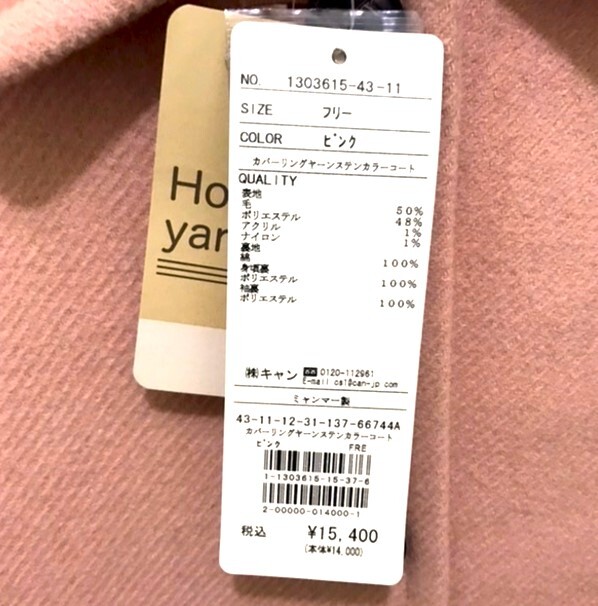 Ho
yar
NO. 1303615-43-11
SIZE フリー
COLOR ピンク
カバーリングヤーンステンカラーコート
QUALITY
表地
毛 50%
ポリエステル 48%
アクリル 1%
ナイロン 1%
裏地
綿 100%
身頃裏
ポリエステル 100%
袖裏
ポリエステル 100%
㈱キャン 0120-112961
E-mail cs1@can-jp.com
ミャンマー製
43-11-12-31-137-66744A
カバーリングヤーンステンカラーコート
ピンク FRE
1-1303615-15-37-6
2-00000-014000-1
税込 ¥15,400
(本体¥14,000)